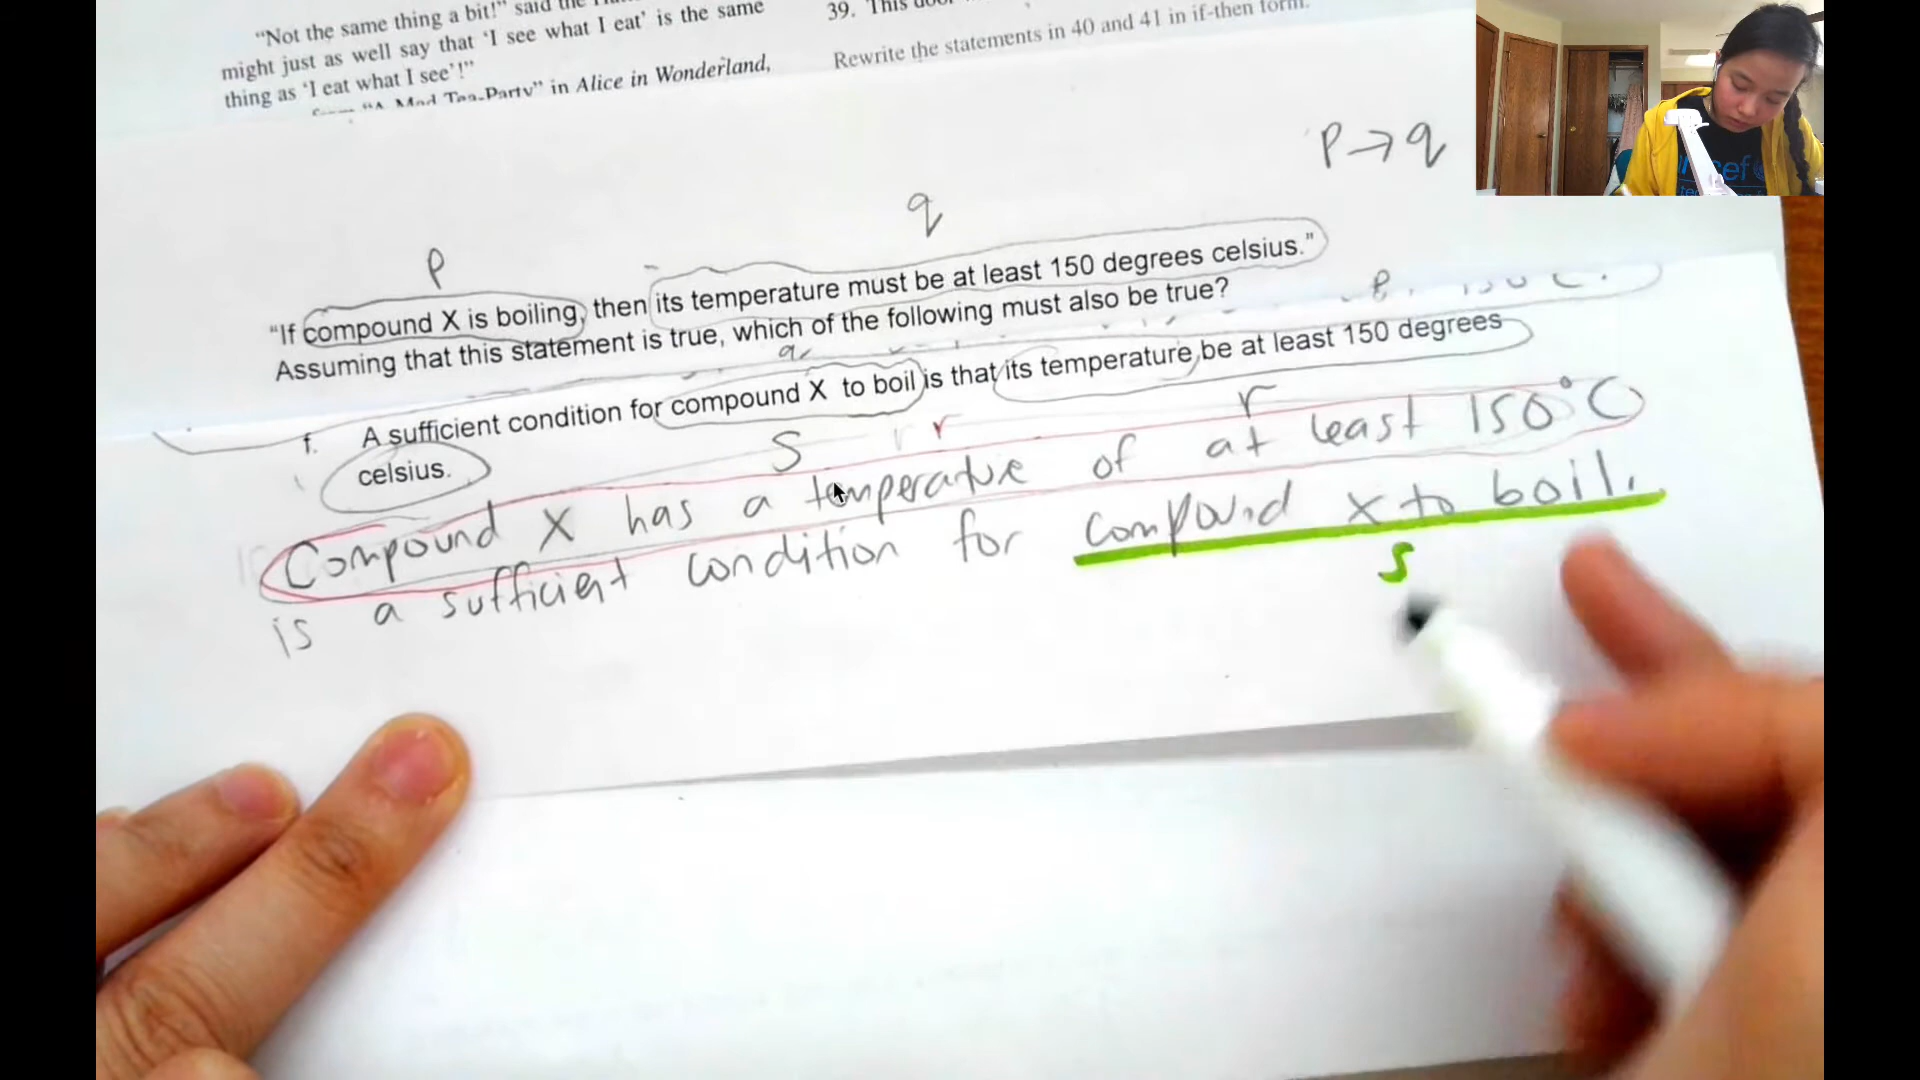 "Not the same thing a bit!" said the
might just as well say that 'I see what I eat' is the same
thing as 'I eat what I see'!"
"A Mad Tea-Party" in Alice in Wonderland,
39. This
Rewrite the statements in 40 and 41 in if-then form.
p→q
p
q
"If compound X is boiling, then its temperature must be at least 150 degrees celsius."
Assuming that this statement is true, which of the following must also be true?
f. A sufficient condition for compound X to boil is that its temperature be at least 150 degrees
celsius.
s r r
Compound X has a temperature of at least 150°C
is a sufficient condition for compound X to boil.
s